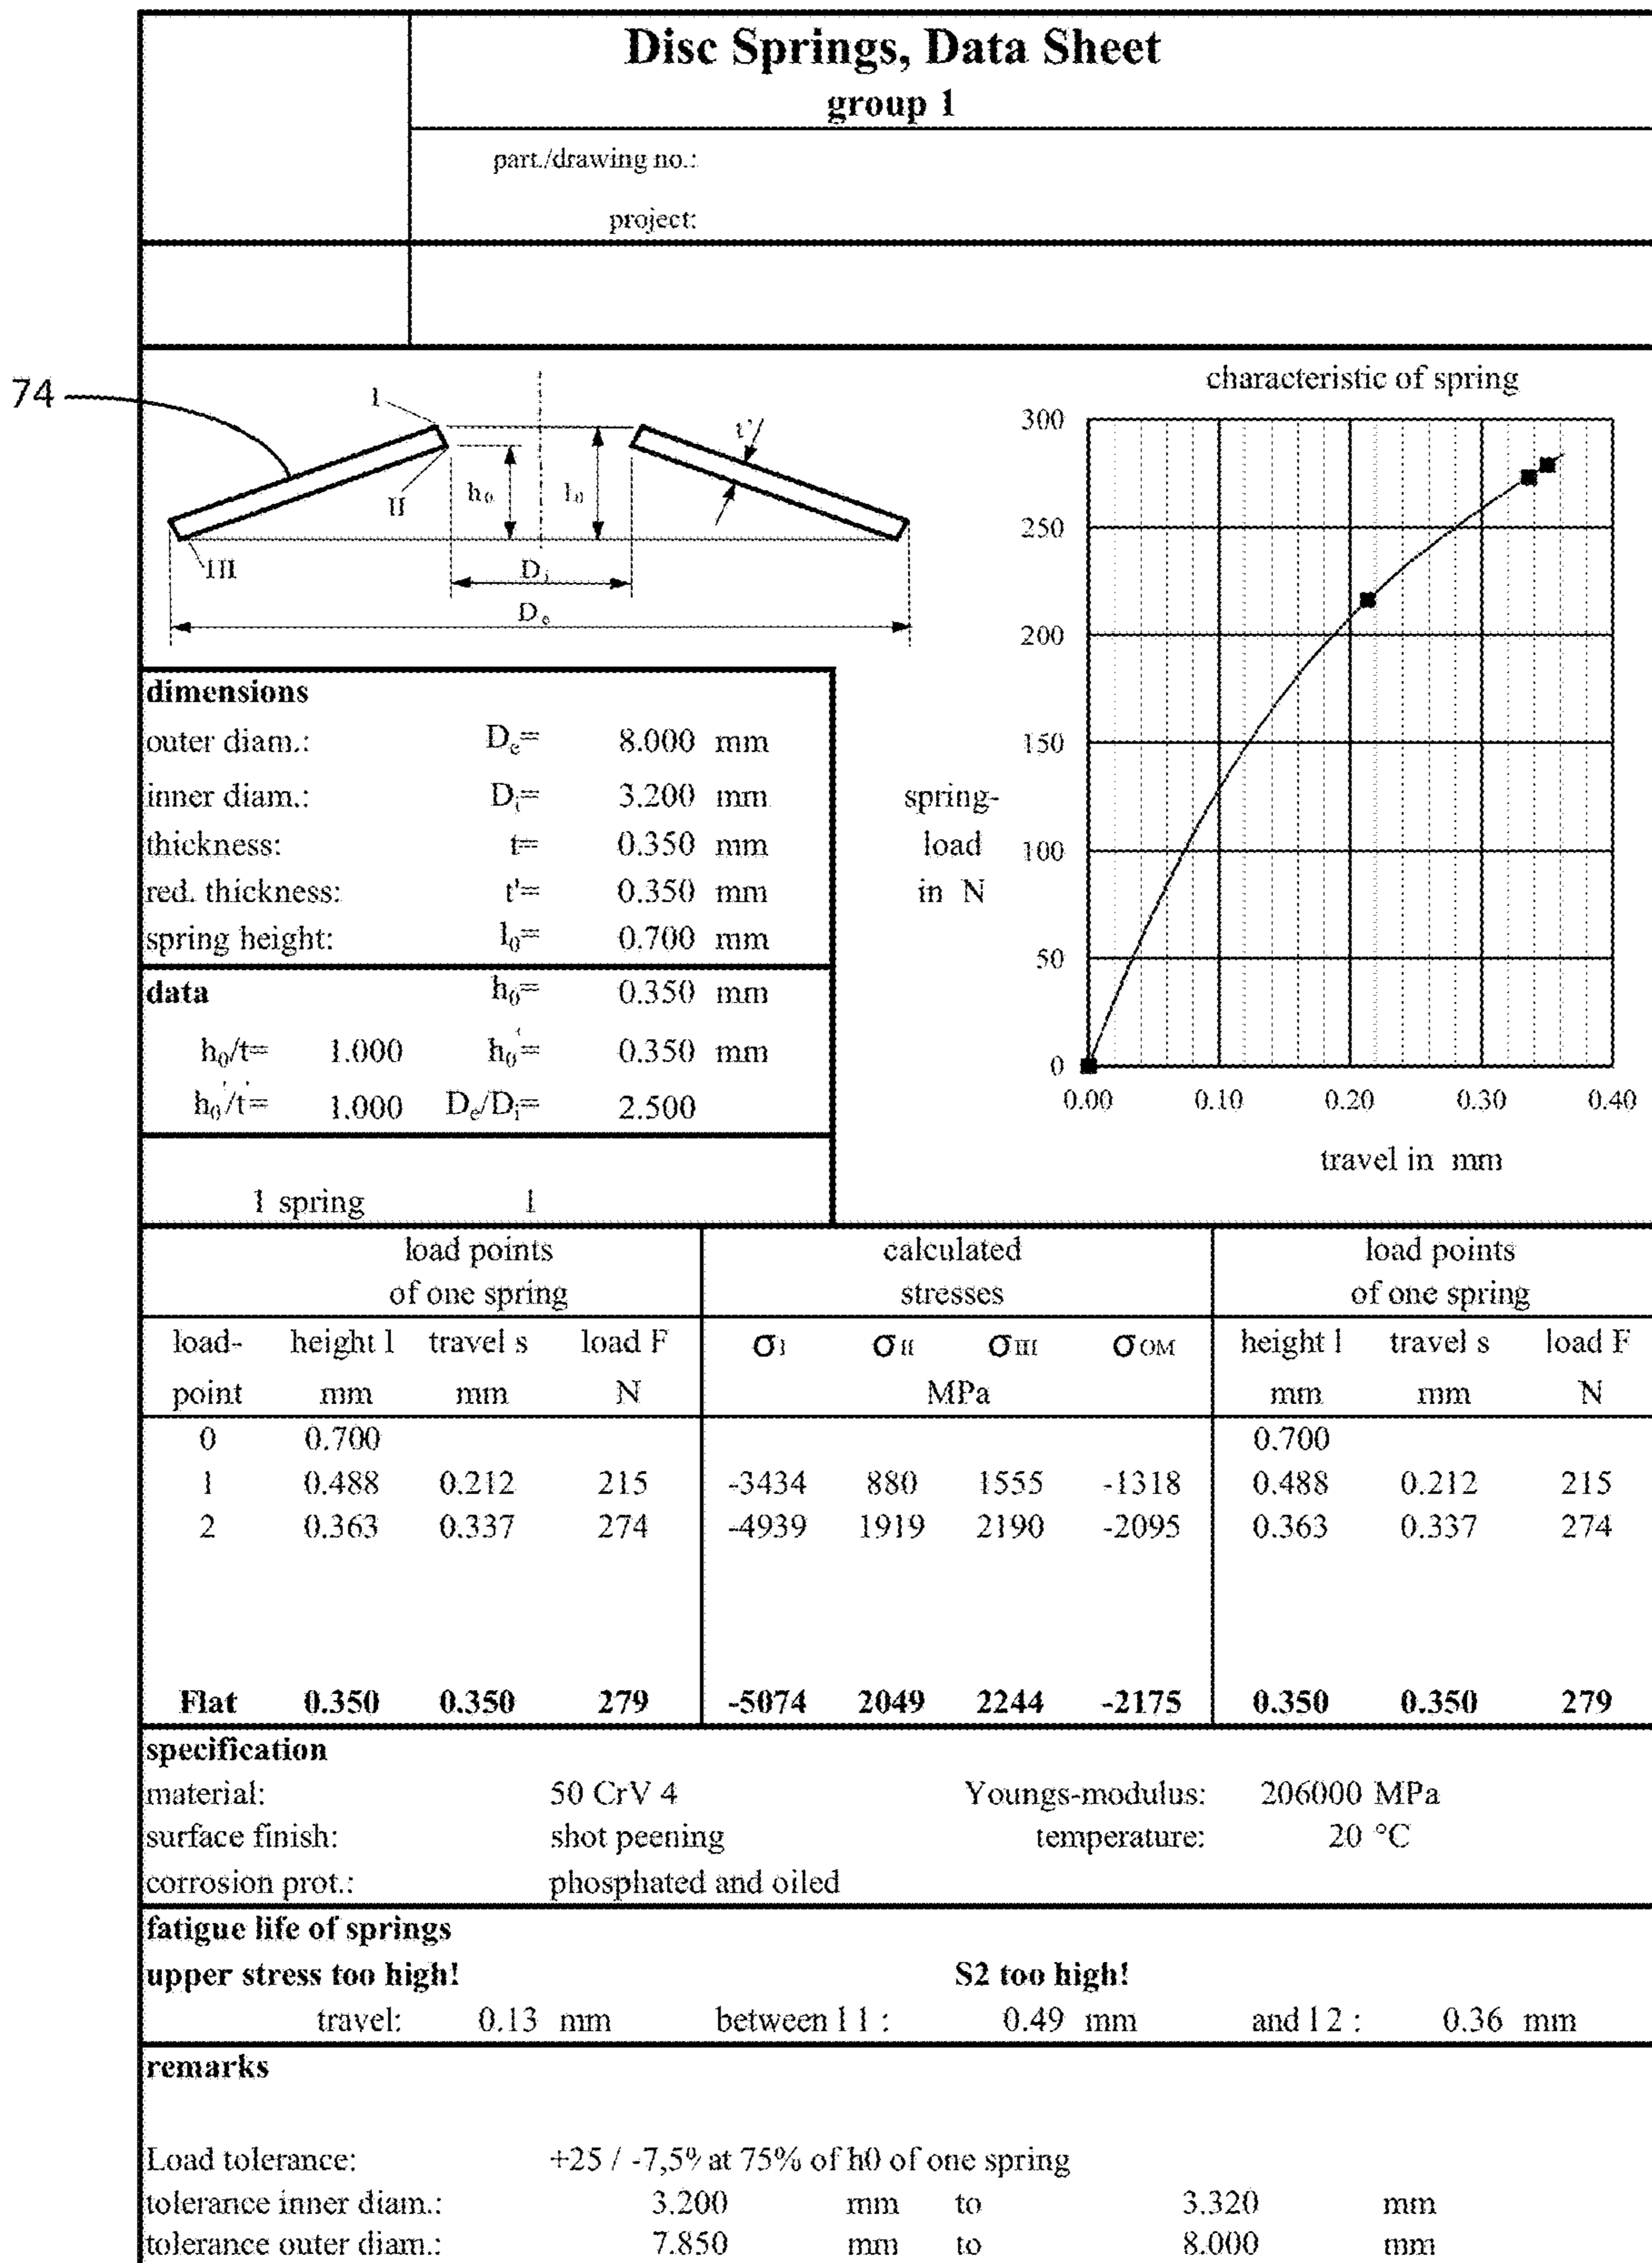 Disc Springs, Data Sheet
group 1
part./drawing no.:
project:
74
I
II
III
h₀
l₀
t'
Dᵢ
Dₑ
characteristic of spring
300
250
200
150
100
50
0
0.00 0.10 0.20 0.30 0.40
spring-
load
in N
travel in mm
dimensions
outer diam.: Dₑ= 8.000 mm
inner diam.: Dᵢ= 3.200 mm
thickness: t= 0.350 mm
red. thickness: t'= 0.350 mm
spring height: l₀= 0.700 mm
data h₀= 0.350 mm
h₀/t= 1.000 h₀'= 0.350 mm
h₀'/t'= 1.000 Dₑ/Dᵢ= 2.500
1 spring 1
load points calculated load points
of one spring stresses of one spring
load- height l travel s load F σI σII σIII σOM height l travel s load F
point mm mm N MPa mm mm N
0 0.700 0.700
1 0.488 0.212 215 -3434 880 1555 -1318 0.488 0.212 215
2 0.363 0.337 274 -4939 1919 2190 -2095 0.363 0.337 274
Flat 0.350 0.350 279 -5074 2049 2244 -2175 0.350 0.350 279
specification
material: 50 CrV 4 Youngs-modulus: 206000 MPa
surface finish: shot peening temperature: 20 °C
corrosion prot.: phosphated and oiled
fatigue life of springs
upper stress too high! S2 too high!
travel: 0.13 mm between l 1 : 0.49 mm and l 2 : 0.36 mm
remarks
Load tolerance: +25 / -7,5% at 75% of h0 of one spring
tolerance inner diam.: 3.200 mm to 3.320 mm
tolerance outer diam.: 7.850 mm to 8.000 mm